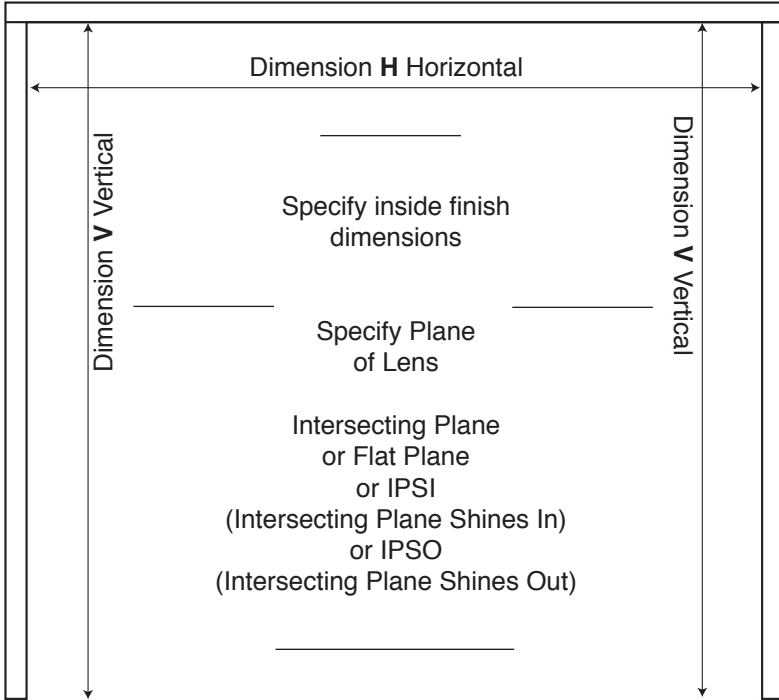 Dimension H Horizontal
Dimension V Vertical
Dimension V Vertical
Specify inside finish
dimensions
Specify Plane
of Lens
Intersecting Plane
or Flat Plane
or IPSI
(Intersecting Plane Shines In)
or IPSO
(Intersecting Plane Shines Out)